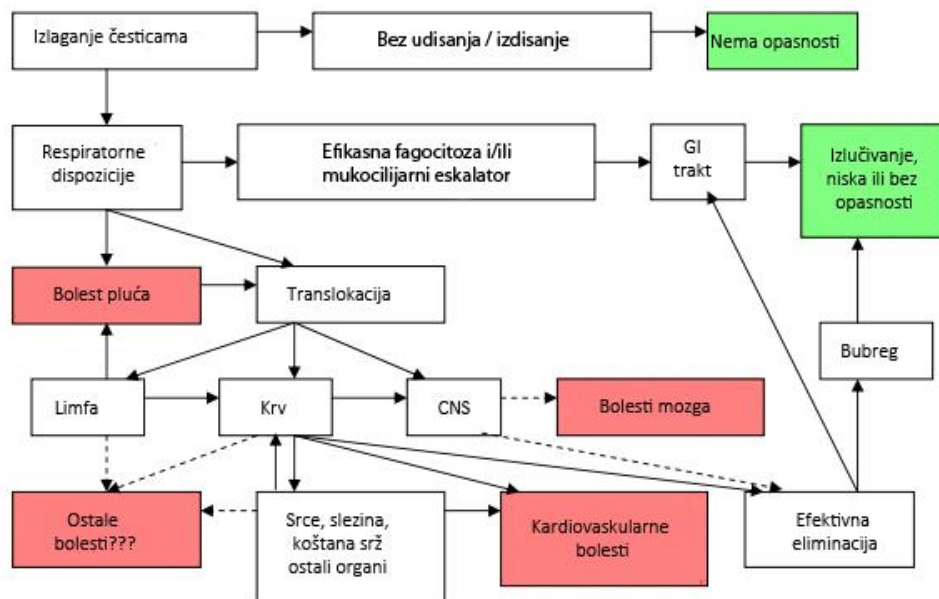 Izlaganje česticama
Bez udisanja / izdisanje
Nema opasnosti
Respiratorne
dispozicije
Efikasna fagocitoza i/ili
mukocilijarni eskalator
GI
trakt
Izlučivanje,
niska ili bez
opasnosti
Bolest pluća
Translokacija
Bubreg
Limfa
Krv
CNS
Bolesti mozga
Ostale
bolesti???
Srce, slezina,
koštana srž
ostali organi
Kardiovaskularne
bolesti
Efektivna
eliminacija